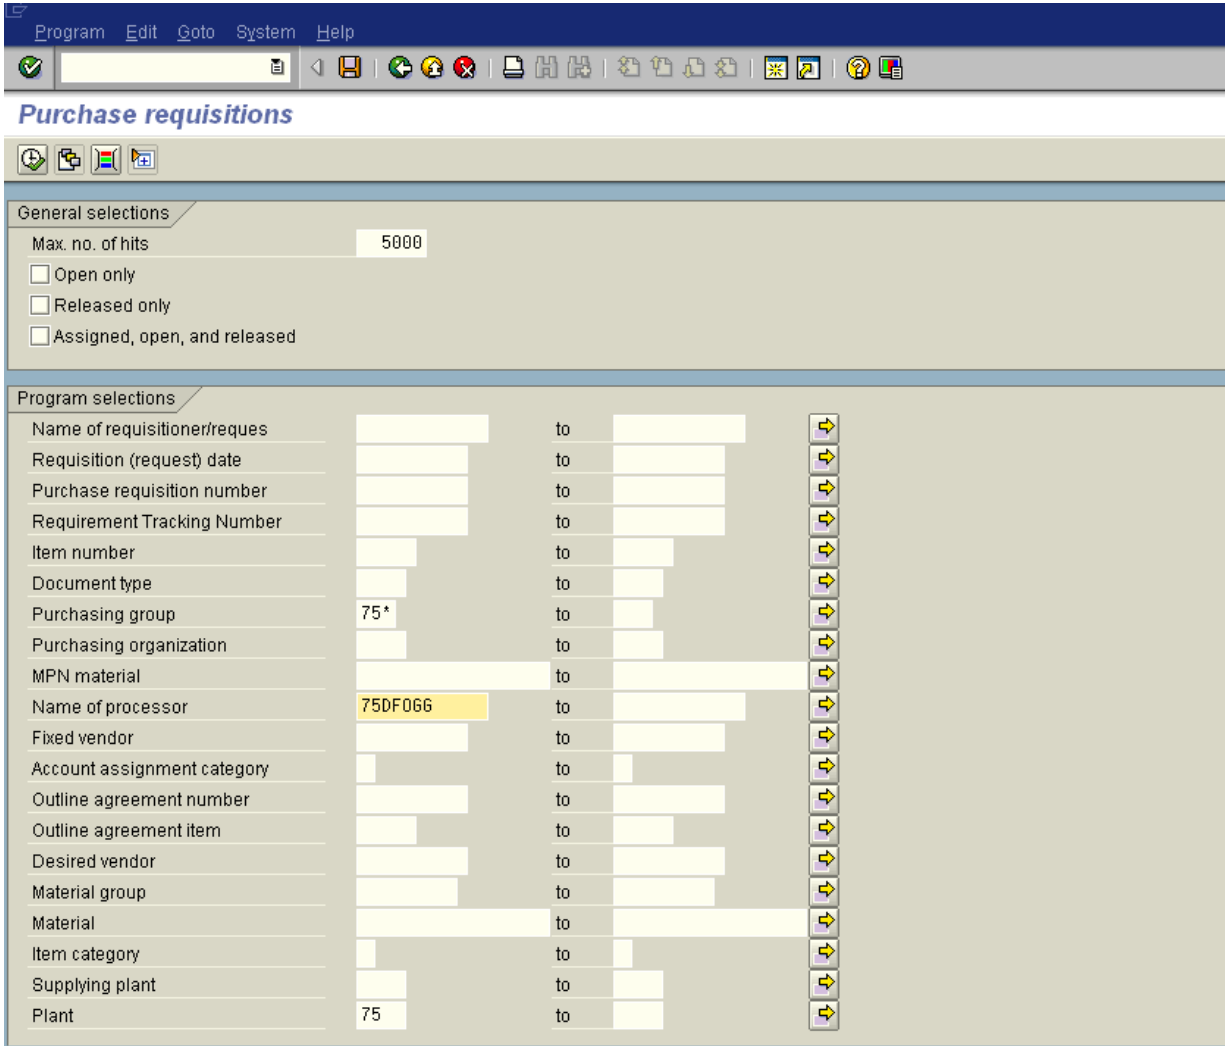 Program Edit Goto System Help
Purchase requisitions
General selections
Max. no. of hits 5000
Open only
Released only
Assigned, open, and released
Program selections
Name of requisitioner/reques to
Requisition (request) date to
Purchase requisition number to
Requirement Tracking Number to
Item number to
Document type to
Purchasing group 75* to
Purchasing organization to
MPN material to
Name of processor 75DFOGG to
Fixed vendor to
Account assignment category to
Outline agreement number to
Outline agreement item to
Desired vendor to
Material group to
Material to
Item category to
Supplying plant to
Plant 75 to